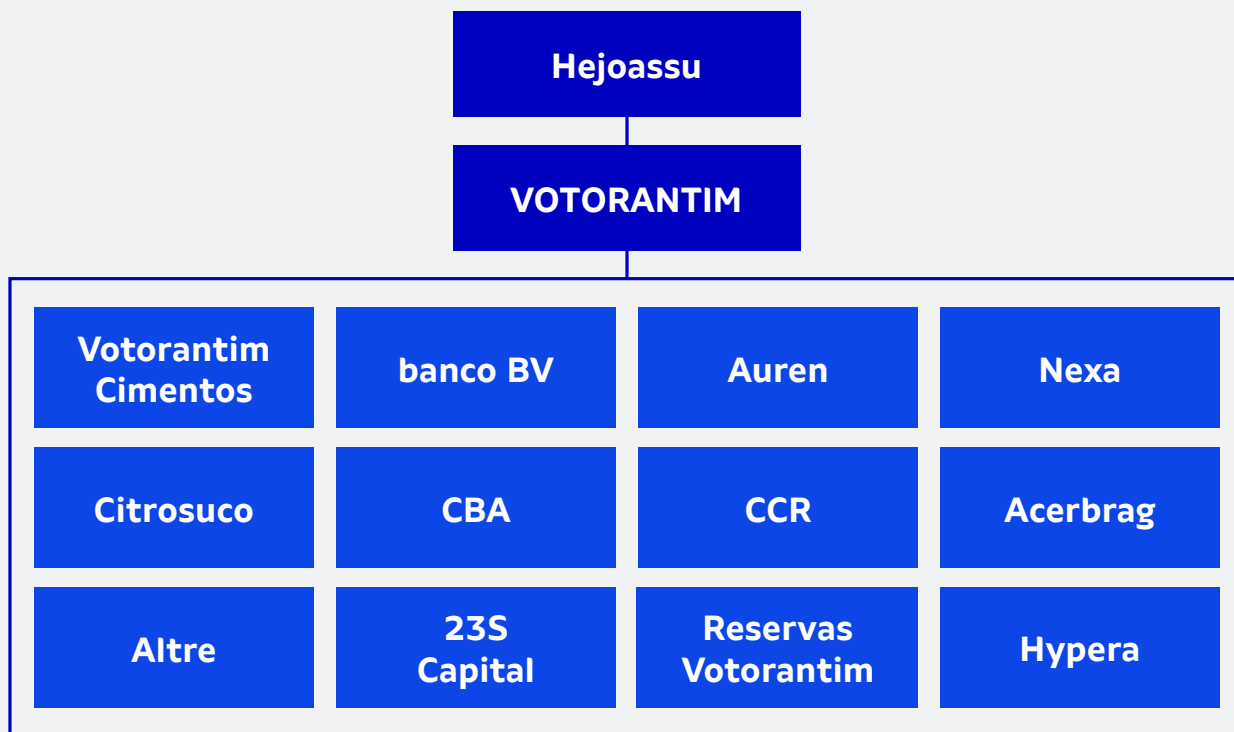 Hejoassu
VOTORANTIM
Votorantim
Cimentos
banco BV
Auren
Nexa
Citrosuco
CBA
CCR
Acerbrag
Altre
23S
Capital
Reservas
Votorantim
Hypera